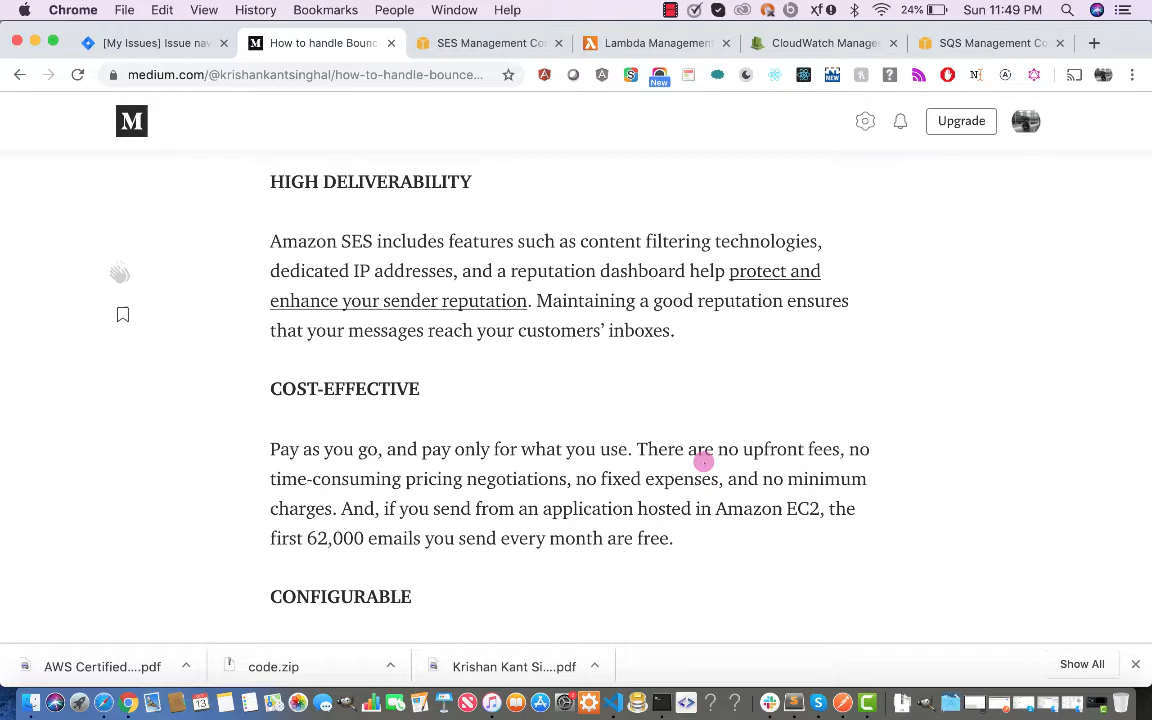 Chrome File Edit View History Bookmarks People Window Help 24% Sun 11:49 PM
[My Issues] Issue nav How to handle Bounc SES Management Co Lambda Management CloudWatch Manage SQS Management Co
medium.com/@krishankantsinghal/how-to-handle-bounce...
New
NEW
M Upgrade
HIGH DELIVERABILITY
Amazon SES includes features such as content filtering technologies,
dedicated IP addresses, and a reputation dashboard help protect and
enhance your sender reputation. Maintaining a good reputation ensures
that your messages reach your customers’ inboxes.
COST-EFFECTIVE
Pay as you go, and pay only for what you use. There are no upfront fees, no
time-consuming pricing negotiations, no fixed expenses, and no minimum
charges. And, if you send from an application hosted in Amazon EC2, the
first 62,000 emails you send every month are free.
CONFIGURABLE
AWS Certified....pdf code.zip Krishan Kant Si....pdf Show All